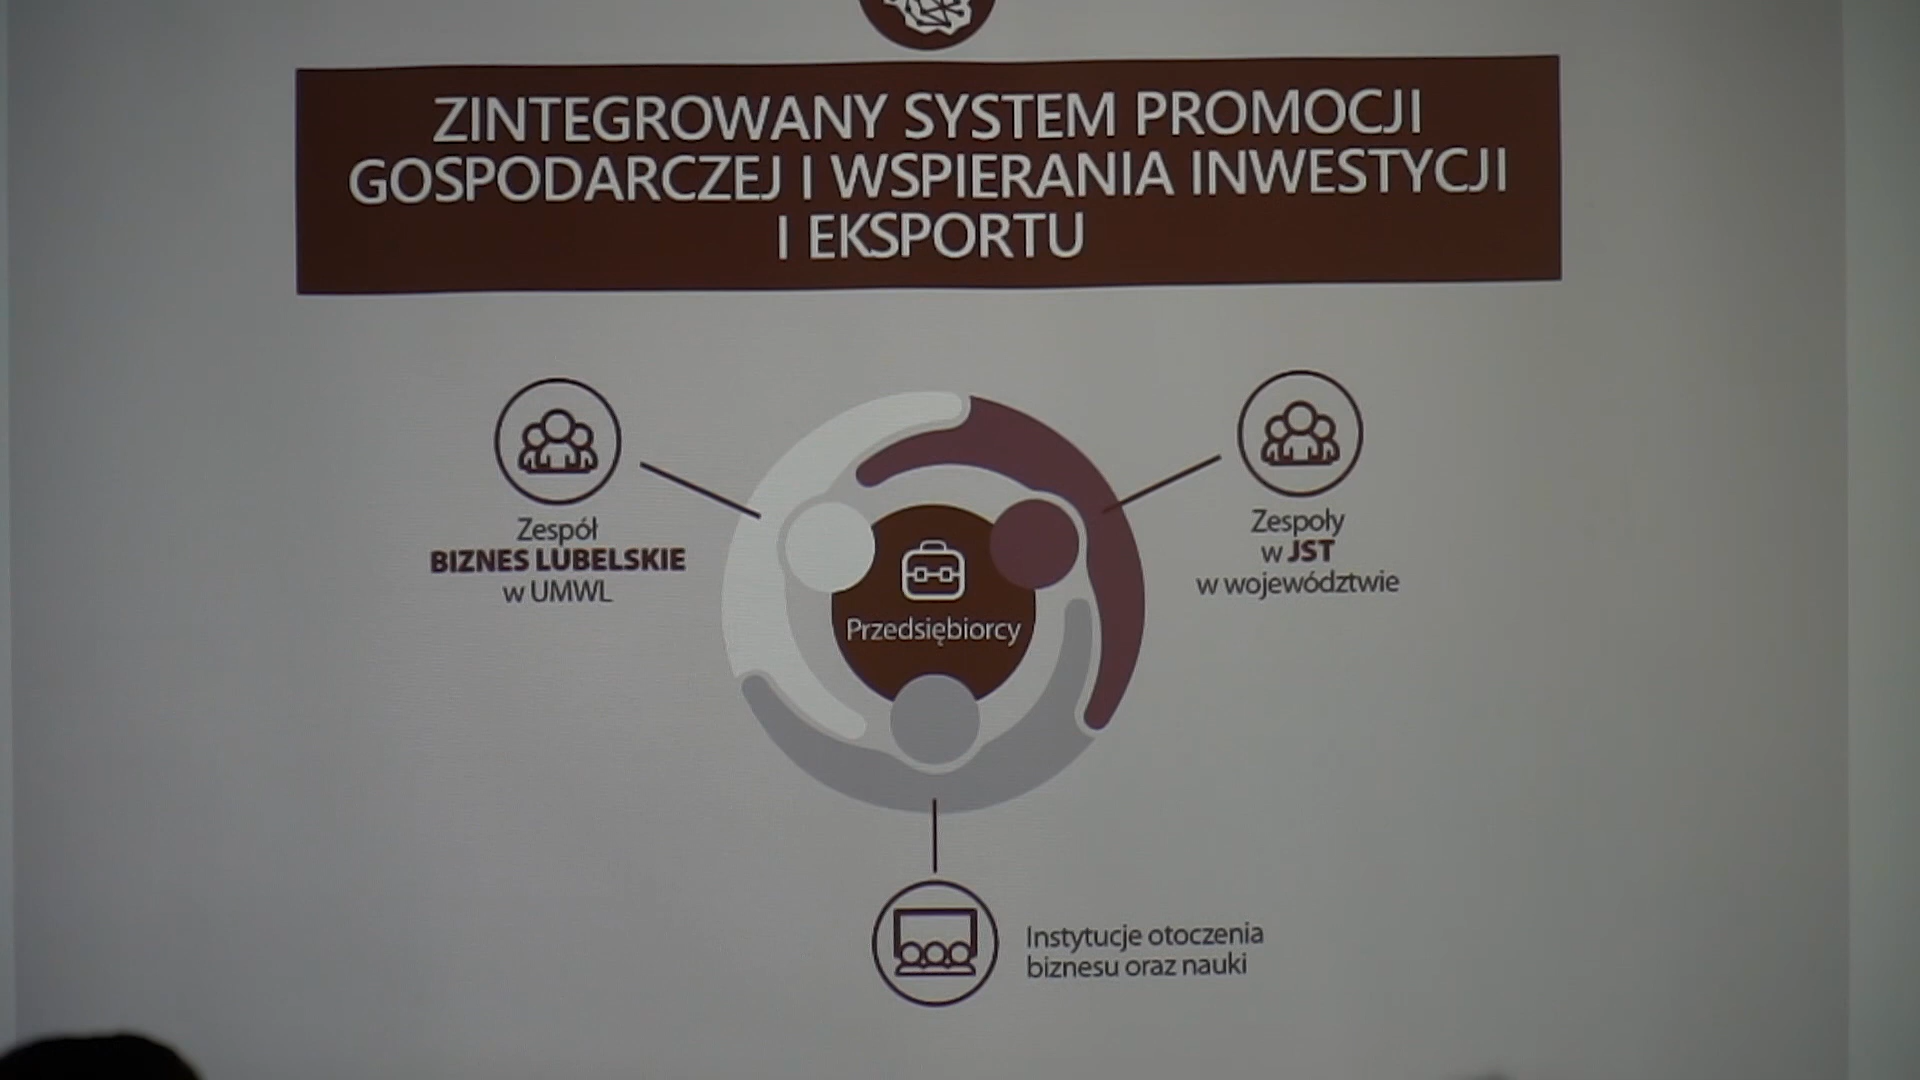 ZINTEGROWANY SYSTEM PROMOCJI
GOSPODARCZEJ I WSPIERANIA INWESTYCJI
I EKSPORTU
Zespół
BIZNES LUBELSKIE
w UMWL
Zespoły
w JST
w województwie
Przedsiębiorcy
Instytucje otoczenia
biznesu oraz nauki